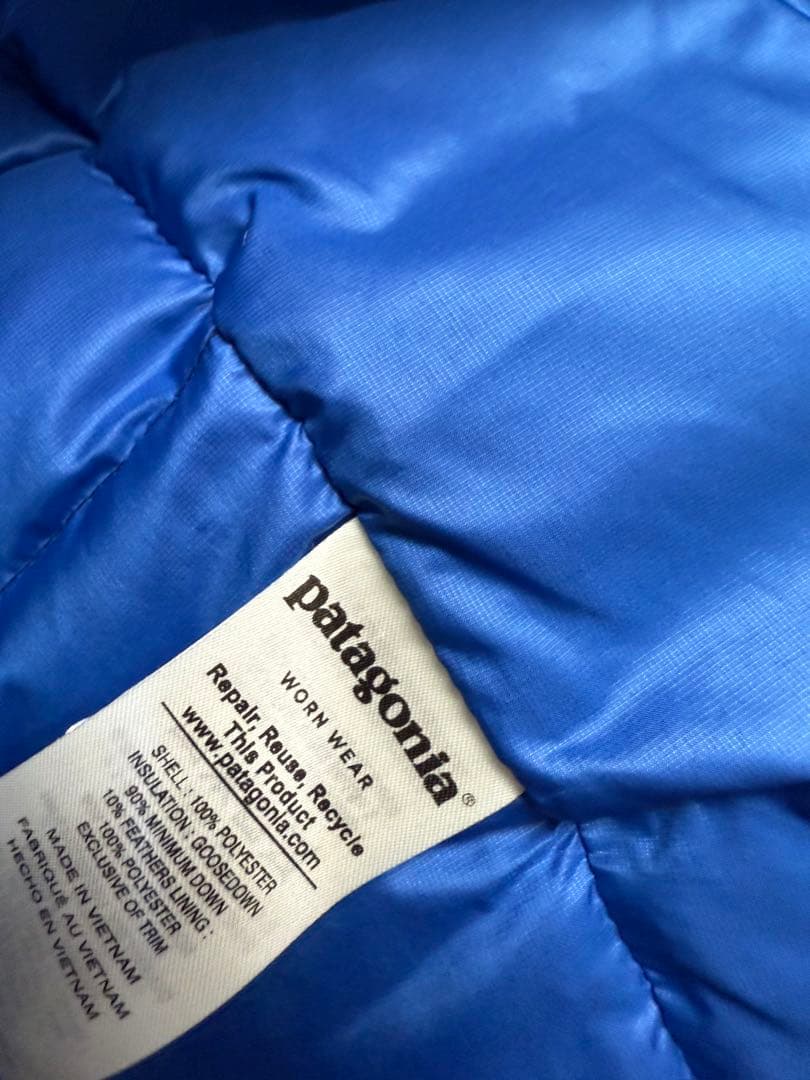 patagonia®
WORN WEAR
Repair, Reuse, Recycle
This Product
www.patagonia.com
SHELL : 100% POLYESTER
INSULATION : GOOSEDOWN
90% MINIMUM DOWN
10% FEATHERS LINING :
100% POLYESTER
EXCLUSIVE OF TRIM
MADE IN VIETNAM
FABRIQUÉ AU VIETNAM
HECHO EN VIETNAM